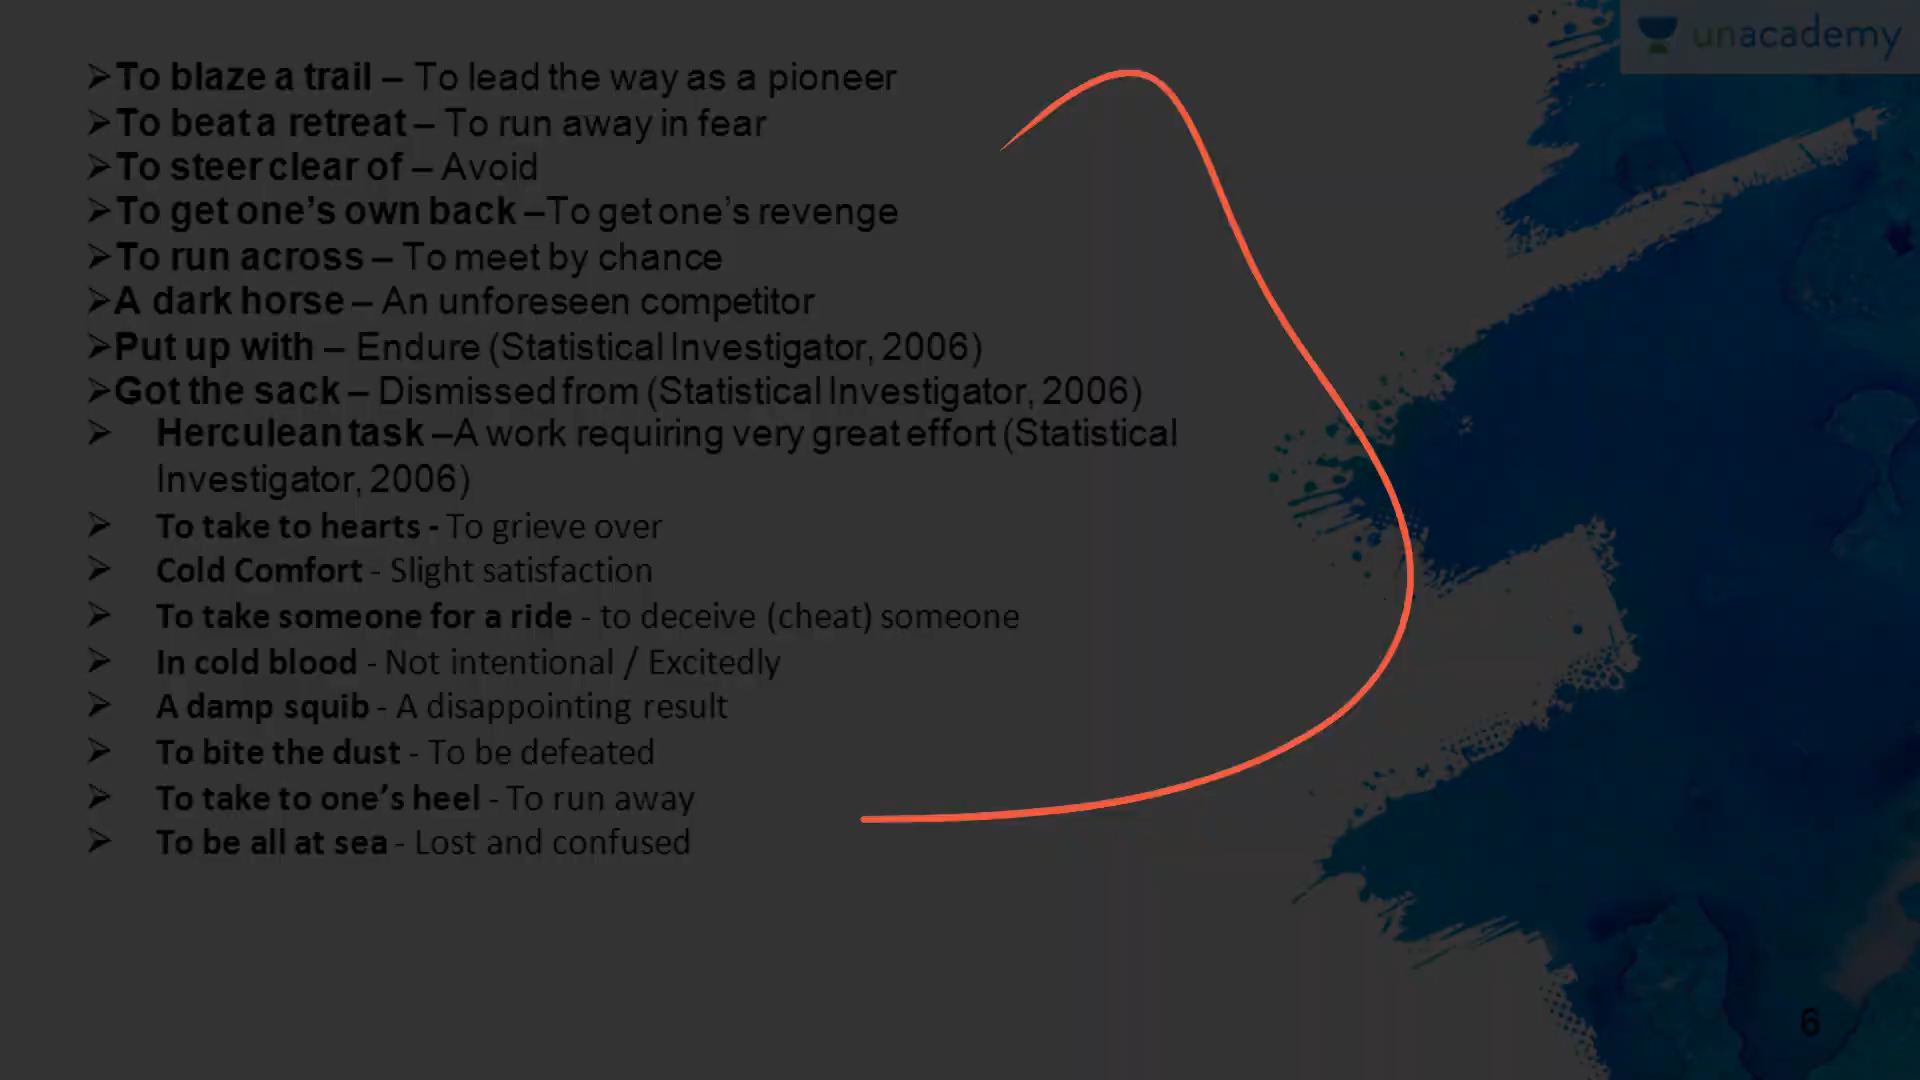 unacademy
➢To blaze a trail – To lead the way as a pioneer
➢To beat a retreat – To run away in fear
➢To steer clear of – Avoid
➢To get one’s own back –To get one’s revenge
➢To run across – To meet by chance
➢A dark horse – An unforeseen competitor
➢Put up with – Endure (Statistical Investigator, 2006)
➢Got the sack – Dismissed from (Statistical Investigator, 2006)
➢ Herculean task –A work requiring very great effort (Statistical
Investigator, 2006)
➢ To take to hearts - To grieve over
➢ Cold Comfort - Slight satisfaction
➢ To take someone for a ride - to deceive (cheat) someone
➢ In cold blood - Not intentional / Excitedly
➢ A damp squib - A disappointing result
➢ To bite the dust - To be defeated
➢ To take to one’s heel - To run away
➢ To be all at sea - Lost and confused
6